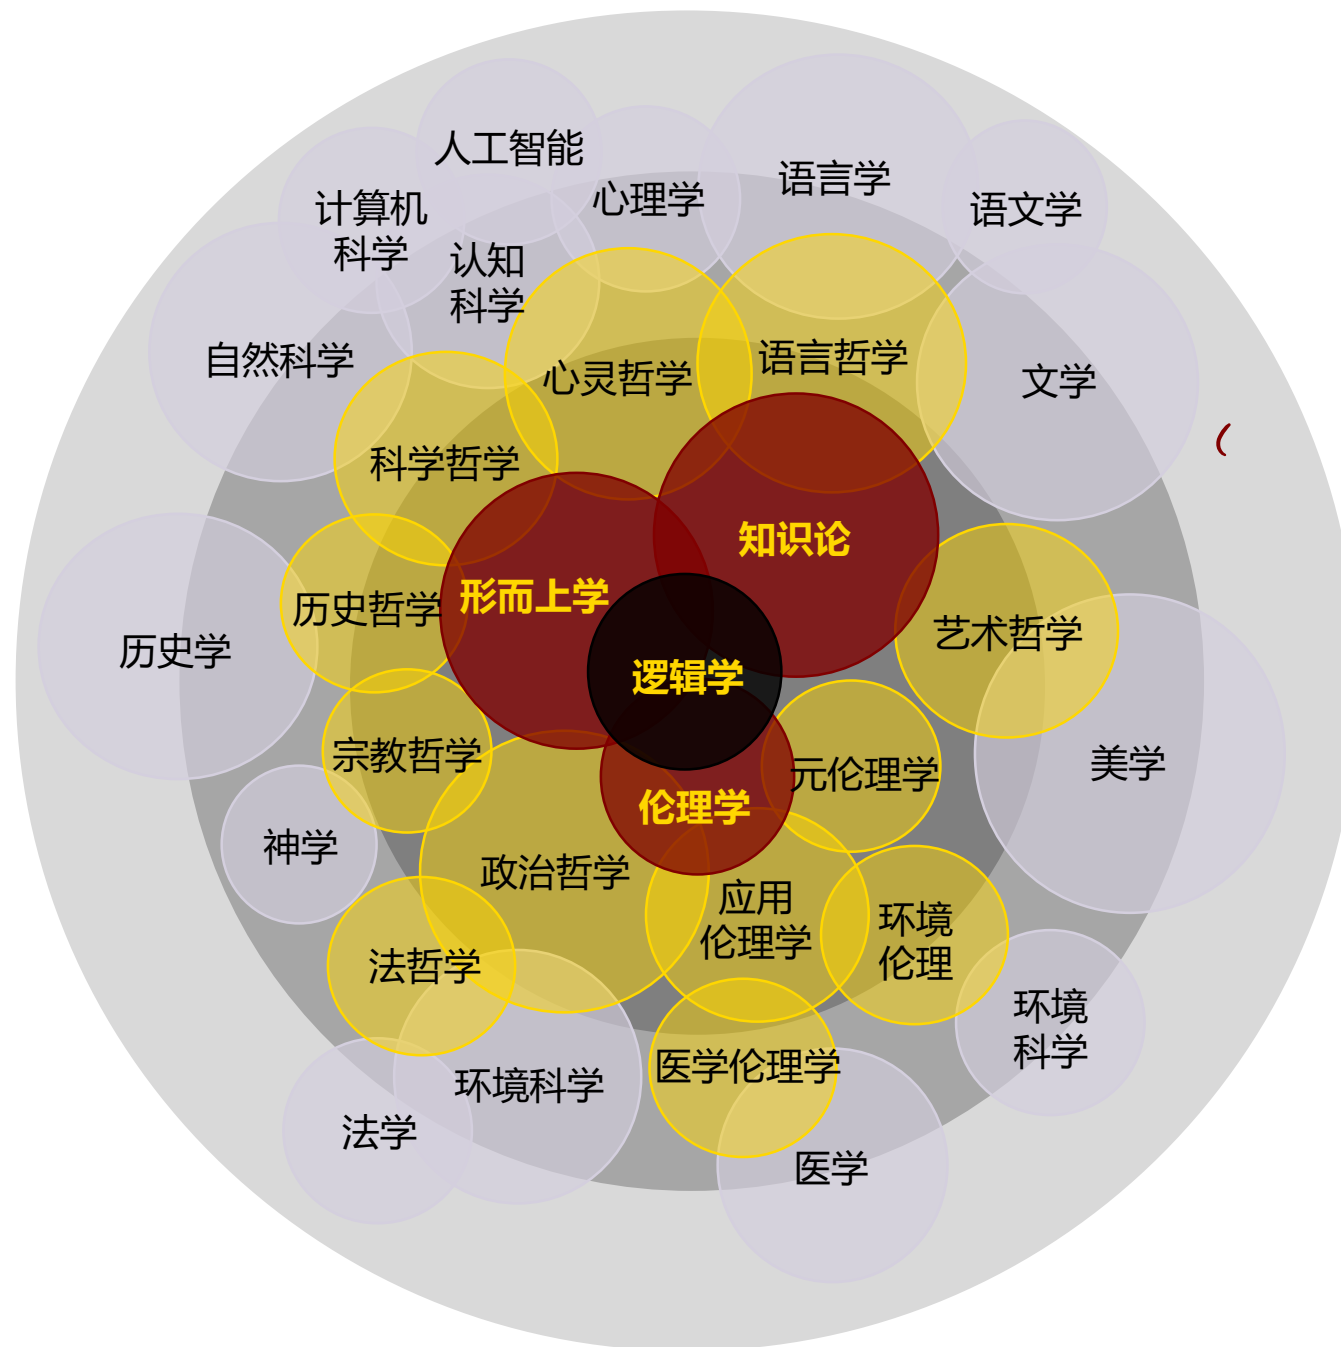 人工智能
语言学
心理学
语文学
计算机
科学
认知
科学
自然科学
心灵哲学
语言哲学
文学
科学哲学
知识论
形而上学
历史哲学
艺术哲学
历史学
逻辑学
宗教哲学
元伦理学
美学
伦理学
神学
政治哲学
应用
伦理学
环境
伦理
法哲学
环境
科学
环境科学
医学伦理学
法学
医学